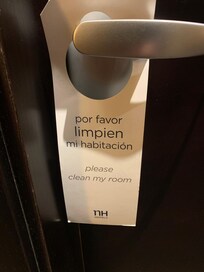 por favor
limpien
mi habitación
please
clean my room
NH